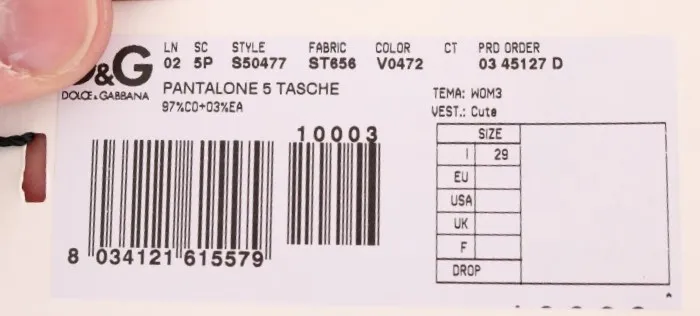 &G
DOLCE & GABBANA
LN SC STYLE FABRIC COLOR CT PRD ORDER
02 5P S50477 ST656 V0472 03 45127 D
PANTALONE 5 TASCHE
97%CO+03%EA
TEMA: WOM3
VEST.: Cute
10003
SIZE
I 29
EU
USA
UK
F
DROP
8 034121 615579